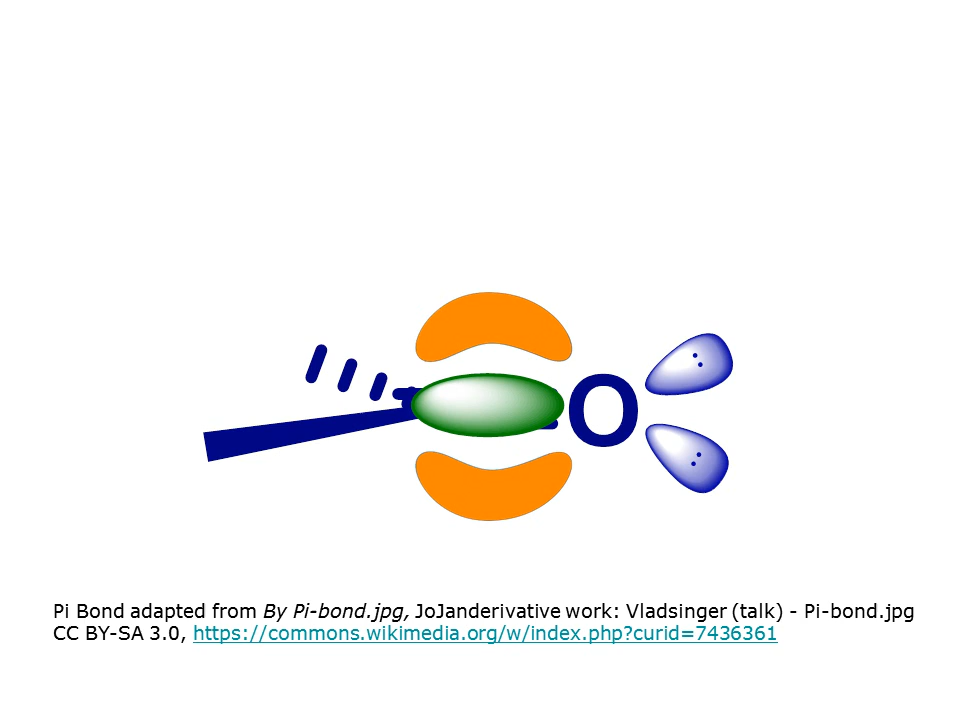 O
Pi Bond adapted from By Pi-bond.jpg, JoJanderivative work: Vladsinger (talk) - Pi-bond.jpg
CC BY-SA 3.0, https://commons.wikimedia.org/w/index.php?curid=7436361